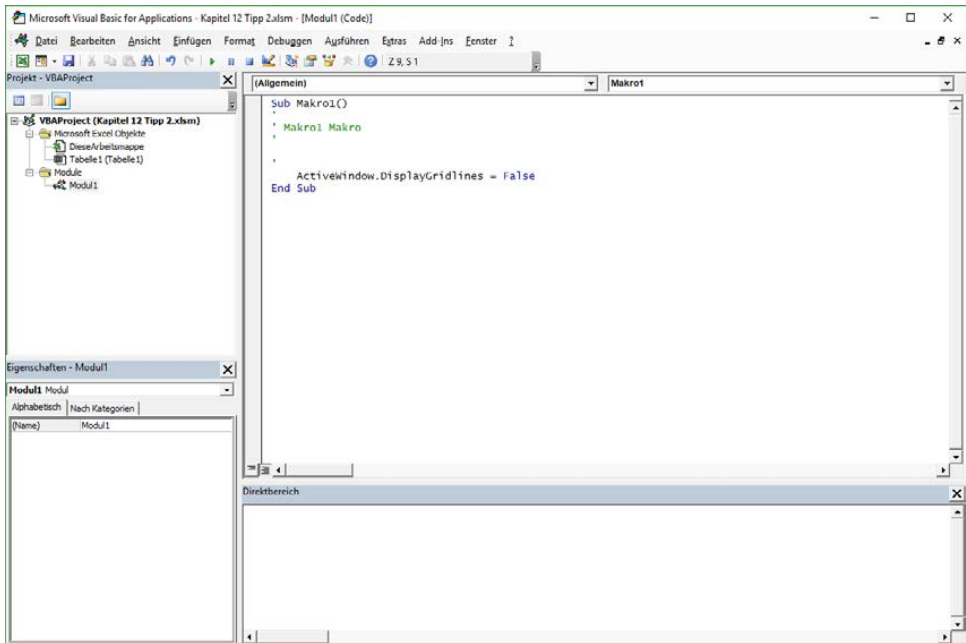 Microsoft Visual Basic for Applications - Kapitel 12 Tipp 2.xlsm - [Modul1 (Code)]
Datei Bearbeiten Ansicht Einfügen Format Debuggen Ausführen Extras Add-Ins Fenster ?
Z 9, S 1
Projekt - VBAProject
VBAProject (Kapitel 12 Tipp 2.xlsm)
Microsoft Excel Objekte
DieseArbeitsmappe
Tabelle1 (Tabelle1)
Module
Modul1
Eigenschaften - Modul1
Modul1 Modul
Alphabetisch Nach Kategorien
(Name) Modul1
(Allgemein) Makro1
Sub Makro1()
'
' Makro1 Makro
'
'
ActiveWindow.DisplayGridlines = False
End Sub
Direktbereich